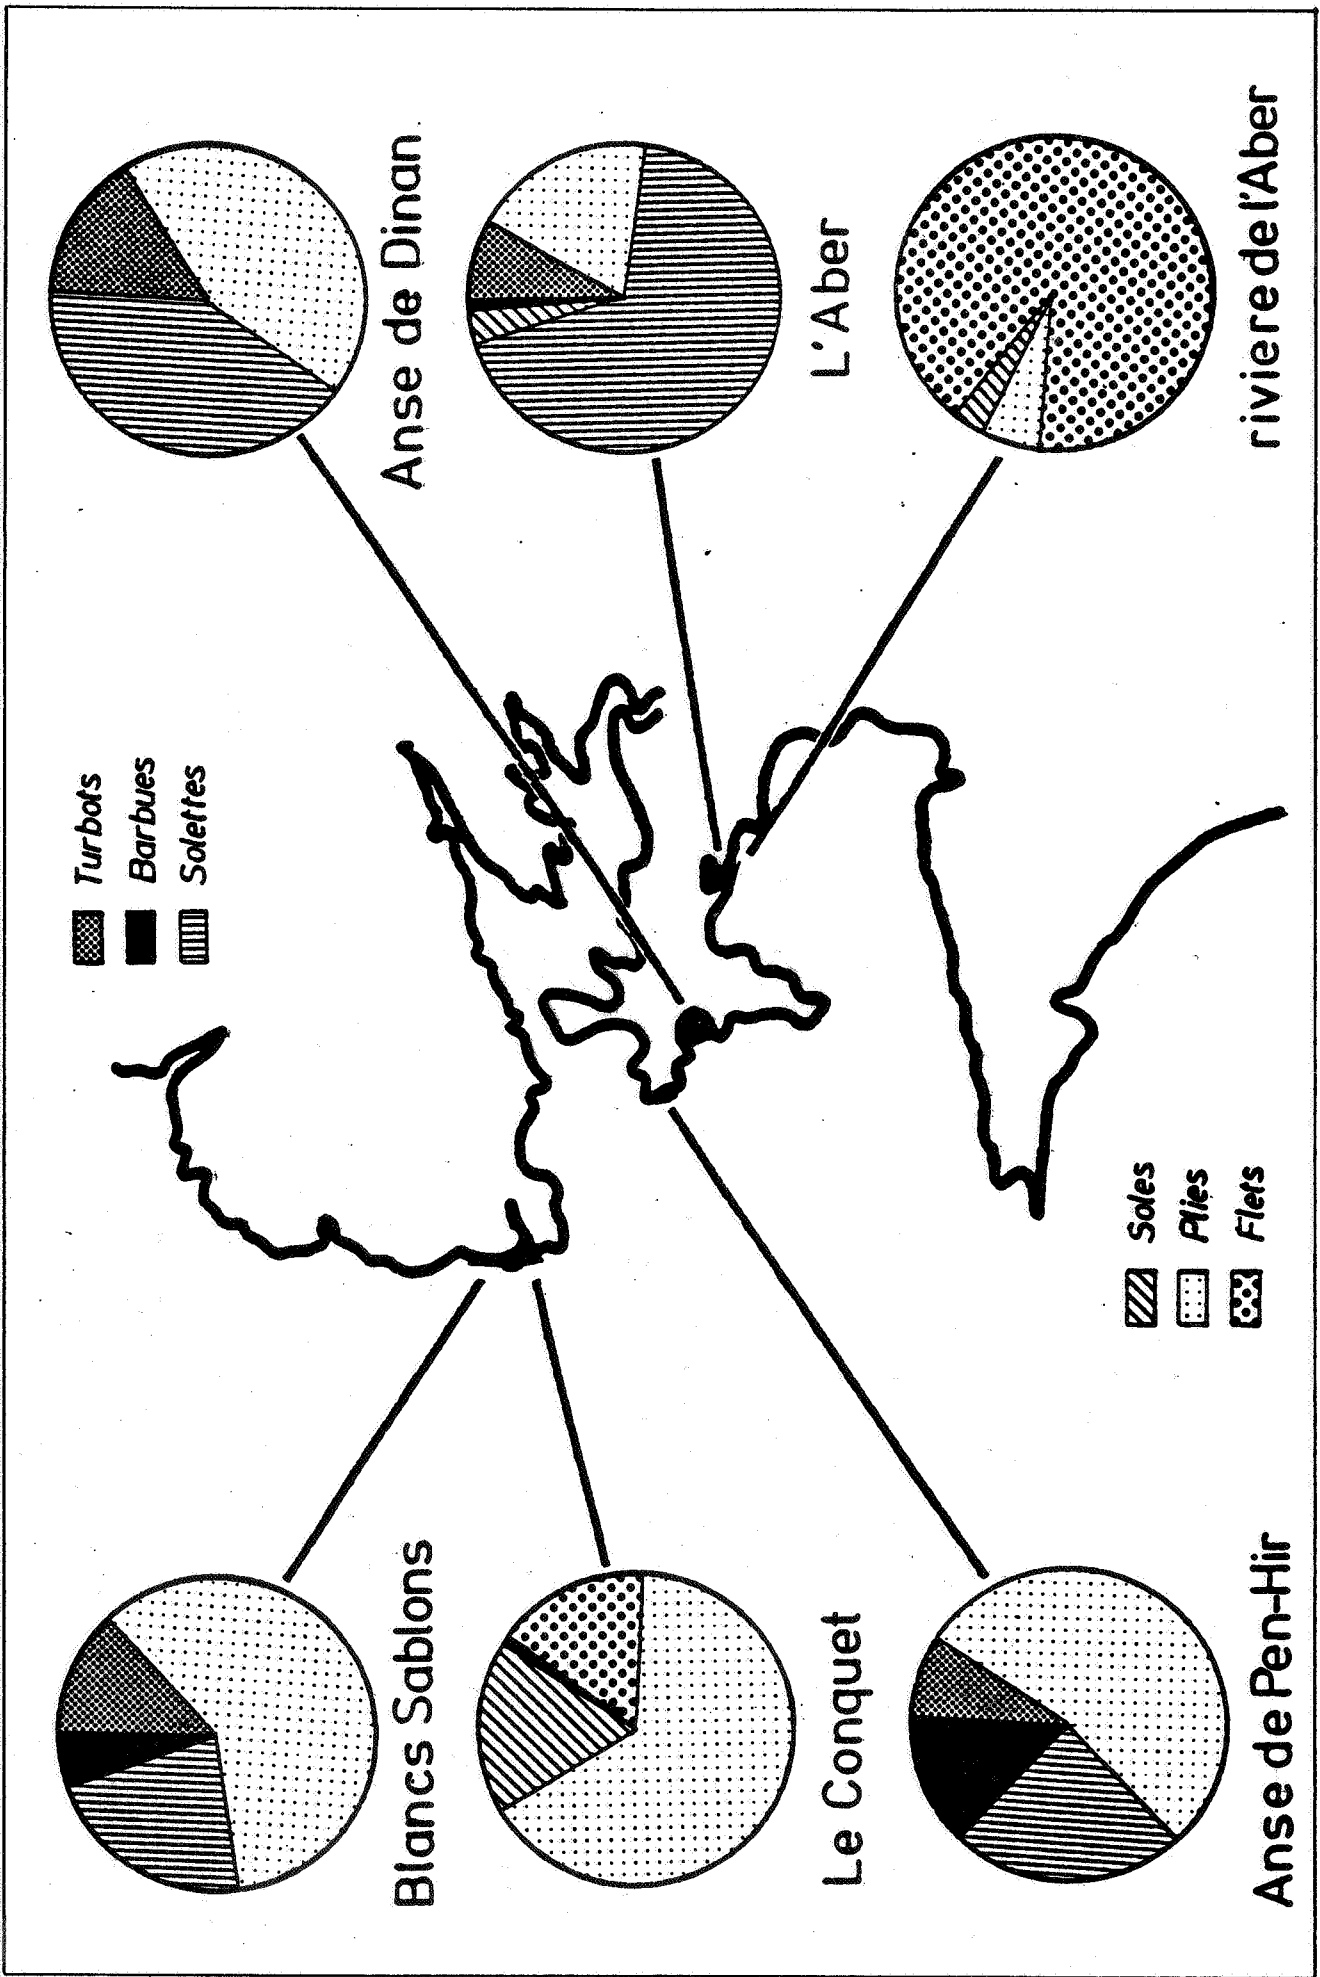 Blancs Sablons
Le Conquet
Anse de Pen-Hir
Turbots
Barbues
Solettes
Soles
Plies
Flets
Anse de Dinan
L'Aber
riviere de l'Aber